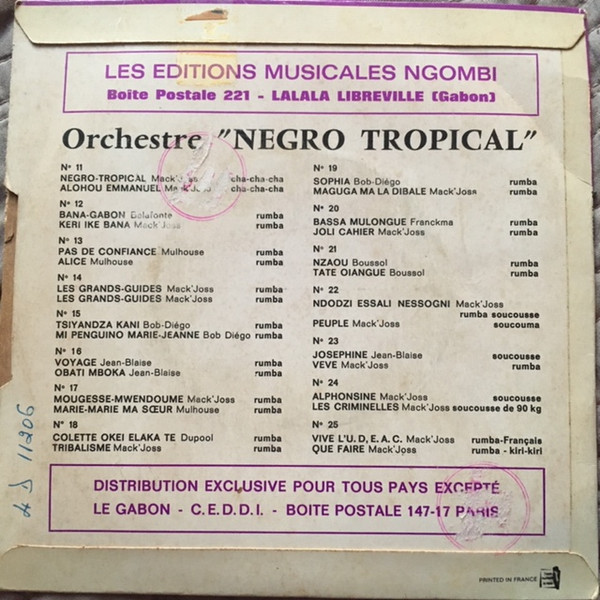 LES EDITIONS MUSICALES NGOMBI
Boite Postale 221 - LALALA LIBREVILLE (Gabon)
Orchestre "NEGRO TROPICAL"
N° 11
NEGRO-TROPICAL Mack'Joss cha-cha-cha
ALOHOU EMMANUEL Mack'Joss cha-cha-cha
N° 12
BANA-GABON Balafonte rumba
KERI IKE BANA Mack'Joss rumba
N° 13
PAS DE CONFIANCE Mulhouse rumba
ALICE Mulhouse rumba
N° 14
LES GRANDS-GUIDES Mack'Joss rumba
LES GRANDS-GUIDES Mack'Joss rumba
N° 15
TSIYANDZA KANI Bob-Diégo rumba
MI PENGUINO MARIE-JEANNE Bob Diégo rumba
N° 16
VOYAGE Jean-Blaise rumba
OBATI MBOKA Jean-Blaise rumba
N° 17
MOUGESSE-MWENDOUME Mack'Joss rumba
MARIE-MARIE MA SŒUR Mulhouse rumba
N° 18
COLETTE OKEI ELAKA TE Dupool rumba
TRIBALISME Mack'Joss rumba
N° 19
SOPHIA Bob-Diégo rumba
MAGUGA MA LA DIBALE Mack'Joss rumba
N° 20
BASSA MULONGUE Franckma rumba
JOLI CAHIER Mack'Joss rumba
N° 21
NZAOU Boussol rumba
TATE OIANGUE Boussol rumba
N° 22
NDODZI ESSALI NESSOGNI Mack'Joss
rumba soucousse
PEUPLE Mack'Joss soucouma
N° 23
JOSEPHINE Jean-Blaise soucousse
VEVE Mack'Joss rumba
N° 24
ALPHONSINE Mack'Joss soucousse
LES CRIMINELLES Mack'Joss soucousse de 90 kg
N° 25
VIVE L'U.D.E.A.C. Mack'Joss rumba-Français
QUE FAIRE Mack'Joss rumba - kiri-kiri
DISTRIBUTION EXCLUSIVE POUR TOUS PAYS EXCEPTÉ
LE GABON - C.E.D.D.I. - BOITE POSTALE 147-17 PARIS
PRINTED IN FRANCE
11206